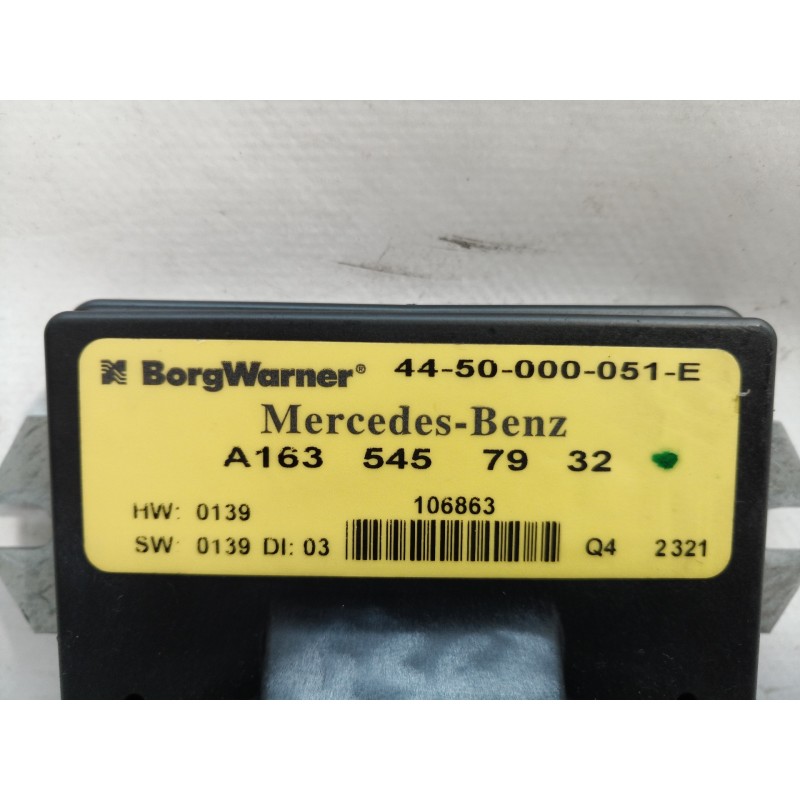 BorgWarner® 44-50-000-051-E
Mercedes-Benz
A163 545 79 32
HW: 0139 106863
SW: 0139 DI: 03 Q4 2321